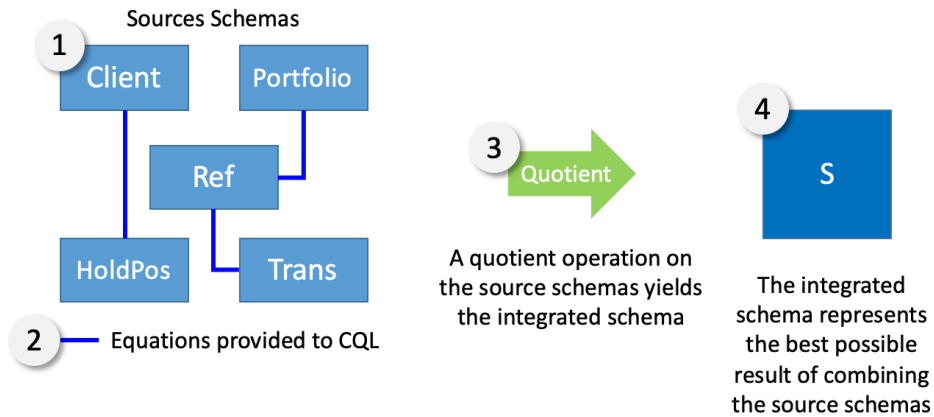 Sources Schemas
1
Client
Portfolio
Ref
HoldPos
Trans
2
Equations provided to CQL
3
Quotient
A quotient operation on
the source schemas yields
the integrated schema
4
S
The integrated
schema represents
the best possible
result of combining
the source schemas